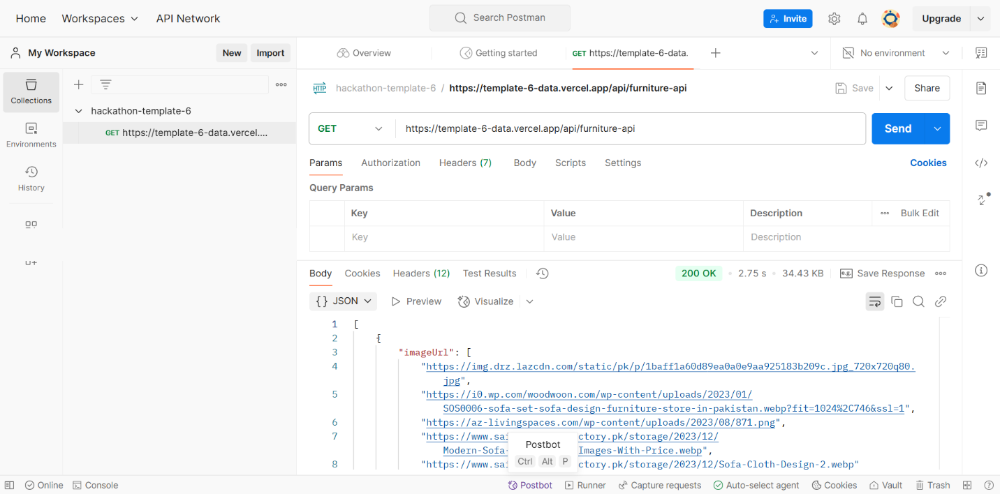 Home Workspaces API Network Search Postman Invite Upgrade
My Workspace New Import Overview Getting started GET https://template-6-data. No environment
Collections
Environments
History
hackathon-template-6
GET https://template-6-data.vercel....
HTTP hackathon-template-6 / https://template-6-data.vercel.app/api/furniture-api Save Share
GET https://template-6-data.vercel.app/api/furniture-api Send
Params Authorization Headers (7) Body Scripts Settings Cookies
Query Params
Key Value Description Bulk Edit
Key Value Description
Body Cookies Headers (12) Test Results 200 OK 2.75 s 34.43 KB e.g. Save Response
{} JSON Preview Visualize
1 [
2 {
3 "imageUrl": [
4 "https://img.drz.lazcdn.com/static/pk/p/1baff1a60d89ea0a0e9aa925183b209c.jpg_720x720q80.
jpg",
5 "https://i0.wp.com/woodwoon.com/wp-content/uploads/2023/01/
SOS0006-sofa-set-sofa-design-furniture-store-in-pakistan.webp?fit=1024%2C746&ssl=1",
6 "https://az-livingspaces.com/wp-content/uploads/2023/08/871.png",
7 "https://www.sai ctory.pk/storage/2023/12/
Modern-Sofa- Images-With-Price.webp",
8 "https://www.sai ctory.pk/storage/2023/12/Sofa-Cloth-Design-2.webp"
Postbot
Ctrl Alt P
Online Console Postbot Runner Capture requests Auto-select agent Cookies Vault Trash